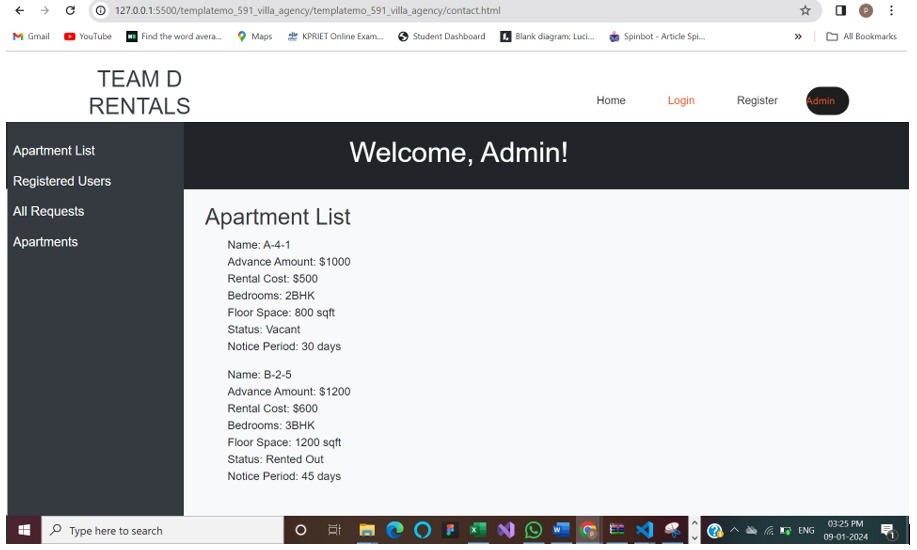 127.0.0.1:5500/templatemo_591_villa_agency/templatemo_591_villa_agency/contact.html
P
Gmail YouTube Find the word avera... Maps KPRIET Online Exam... Student Dashboard Blank diagram: Luci... Spinbot - Article Spi... » All Bookmarks
TEAM D
RENTALS
Home Login Register Admin
Welcome, Admin!
Apartment List
Registered Users
All Requests
Apartments
Apartment List
Name: A-4-1
Advance Amount: $1000
Rental Cost: $500
Bedrooms: 2BHK
Floor Space: 800 sqft
Status: Vacant
Notice Period: 30 days
Name: B-2-5
Advance Amount: $1200
Rental Cost: $600
Bedrooms: 3BHK
Floor Space: 1200 sqft
Status: Rented Out
Notice Period: 45 days
Type here to search
ENG
03:25 PM
09-01-2024
1